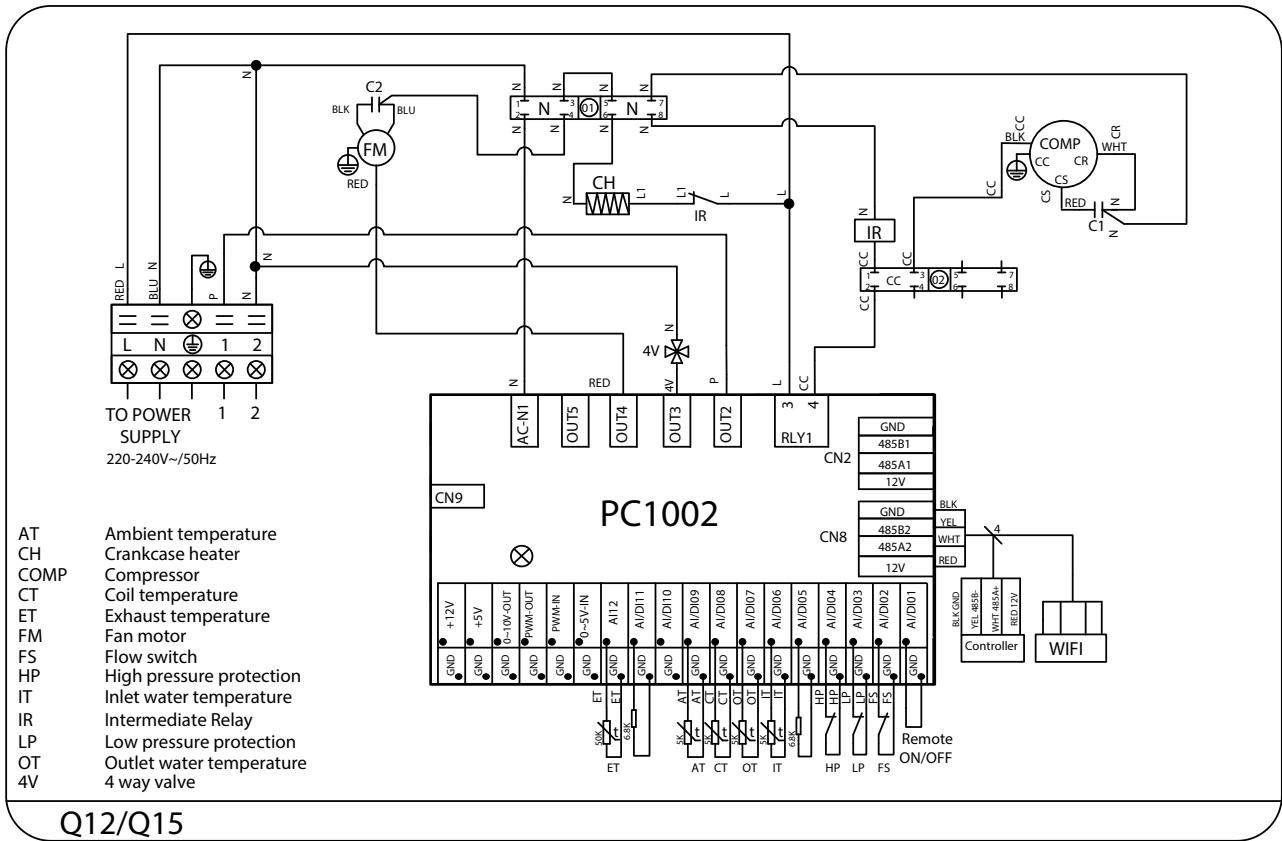 N
C2
BLK
BLU
FM
RED
N N N N
1 3 5 7
N 01 N
2 4 6 8
N N N N
CH
N
L1
L1
L
IR
L
N
IR
CC
CC
1 3 5 7
CC 02
2 4 6 8
CC
CC
CC
BLK
COMP
CC
CR
CS
CR
WHT
CS
RED
C1
N
N
RED L
BLU N
P
N
N
L N 1 2
TO POWER
SUPPLY
220-240V~/50Hz
1 2
N
4V
N
RED
4V
P
L
CC
AC-N1
OUT5
OUT4
OUT3
OUT2
3 4
RLY1
CN9
PC1002
CN2
GND
485B1
485A1
12V
CN8
GND
485B2
485A2
12V
BLK
YEL
WHT
RED
4
BLK GND
YEL 485B-
WHT 485A+
RED 12V
Controller
WIFI
AT Ambient temperature
CH Crankcase heater
COMP Compressor
CT Coil temperature
ET Exhaust temperature
FM Fan motor
FS Flow switch
HP High pressure protection
IT Inlet water temperature
IR Intermediate Relay
LP Low pressure protection
OT Outlet water temperature
4V 4 way valve
+12V
+5V
0~10V-OUT
PWM-OUT
PWM-IN
0~5V-IN
AI12
AI/DI11
AI/DI10
AI/DI09
AI/DI08
AI/DI07
AI/DI06
AI/DI05
AI/DI04
AI/DI03
AI/DI02
AI/DI01
GND GND GND GND GND GND GND GND GND GND GND GND GND GND GND GND GND GND
ET ET AT AT CT CT OT OT IT IT HP HP LP LP FS FS
50K t 6.8K 5K t 5K t 5K t 5K t 6.8K
ET AT CT OT IT HP LP FS
Remote
ON/OFF
Q12/Q15